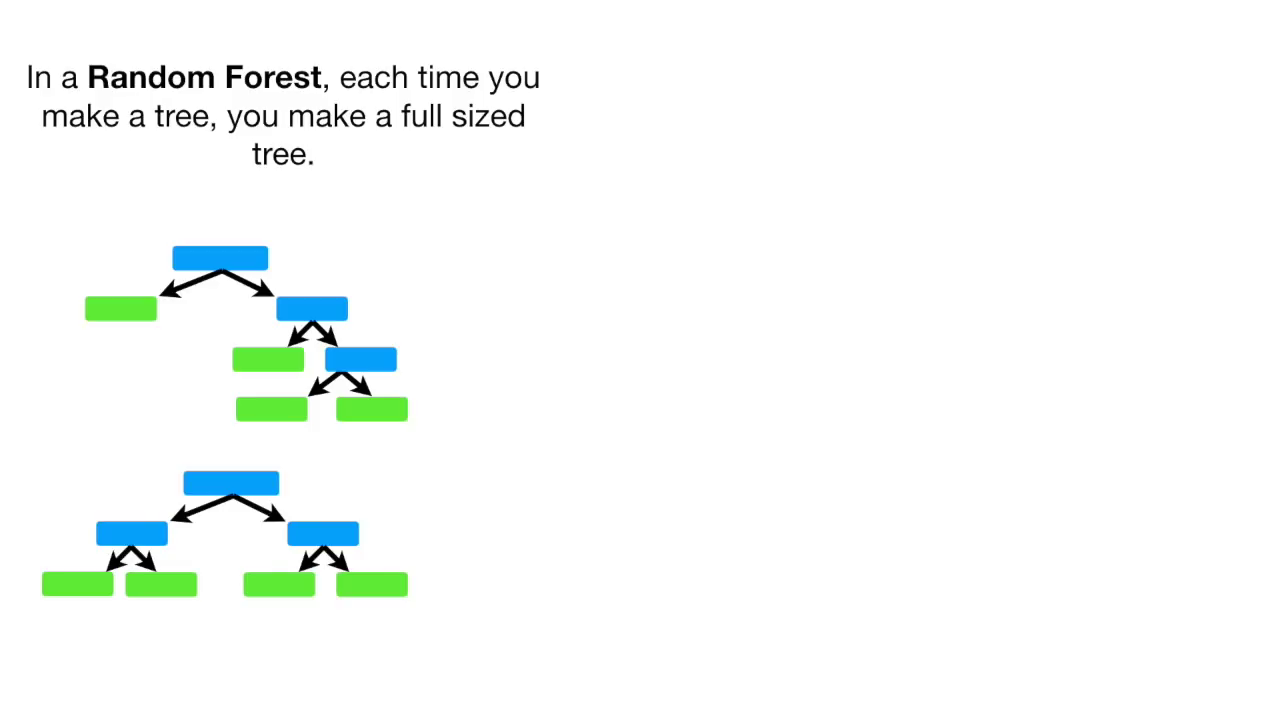 In a Random Forest, each time you
make a tree, you make a full sized
tree.